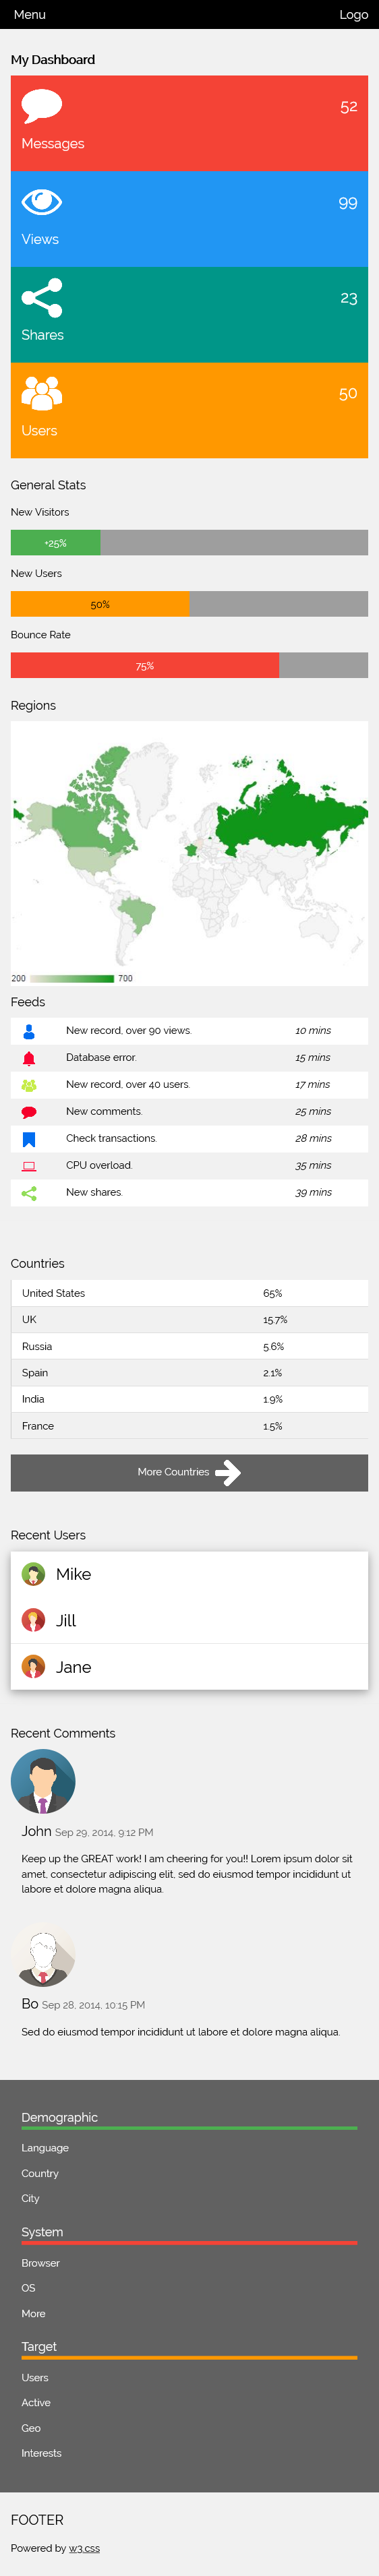 Menu Logo
My Dashboard
52
Messages
99
Views
23
Shares
50
Users
General Stats
New Visitors
+25%
New Users
50%
Bounce Rate
75%
Regions
200 700
Feeds
New record, over 90 views. 10 mins
Database error. 15 mins
New record, over 40 users. 17 mins
New comments. 25 mins
Check transactions. 28 mins
CPU overload. 35 mins
New shares. 39 mins
Countries
United States 65%
UK 15.7%
Russia 5.6%
Spain 2.1%
India 1.9%
France 1.5%
More Countries
Recent Users
Mike
Jill
Jane
Recent Comments
John Sep 29, 2014, 9:12 PM
Keep up the GREAT work! I am cheering for you!! Lorem ipsum dolor sit
amet, consectetur adipiscing elit, sed do eiusmod tempor incididunt ut
labore et dolore magna aliqua.
Bo Sep 28, 2014, 10:15 PM
Sed do eiusmod tempor incididunt ut labore et dolore magna aliqua.
Demographic
Language
Country
City
System
Browser
OS
More
Target
Users
Active
Geo
Interests
FOOTER
Powered by w3.css